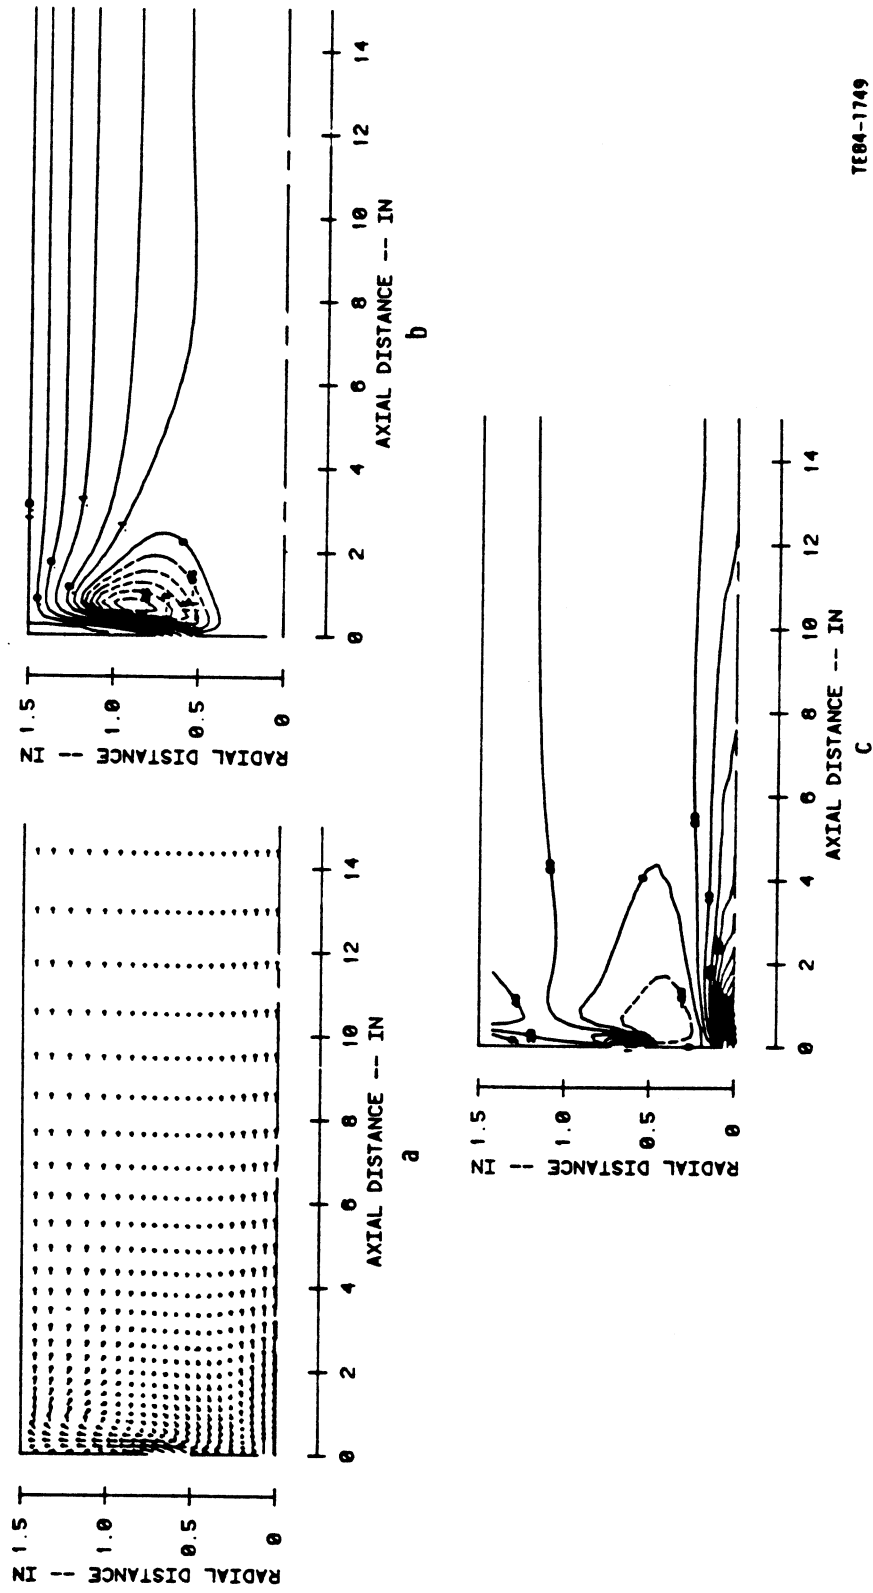 1.5
1.0
0.5
0
RADIAL DISTANCE -- IN
0 2 4 6 8 10 12 14
AXIAL DISTANCE -- IN
a
1.5
1.0
0.5
0
RADIAL DISTANCE -- IN
0 2 4 6 8 10 12 14
AXIAL DISTANCE -- IN
b
1.5
1.0
0.5
0
RADIAL DISTANCE -- IN
0 2 4 6 8 10 12 14
AXIAL DISTANCE -- IN
c
TE84-1749